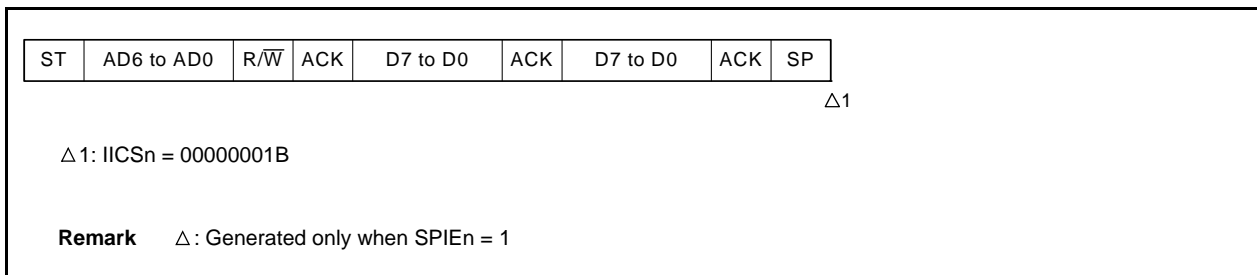 ST AD6 to AD0 R/W̅ ACK D7 to D0 ACK D7 to D0 ACK SP
△1
△1: IICSn = 00000001B
Remark △: Generated only when SPIEn = 1